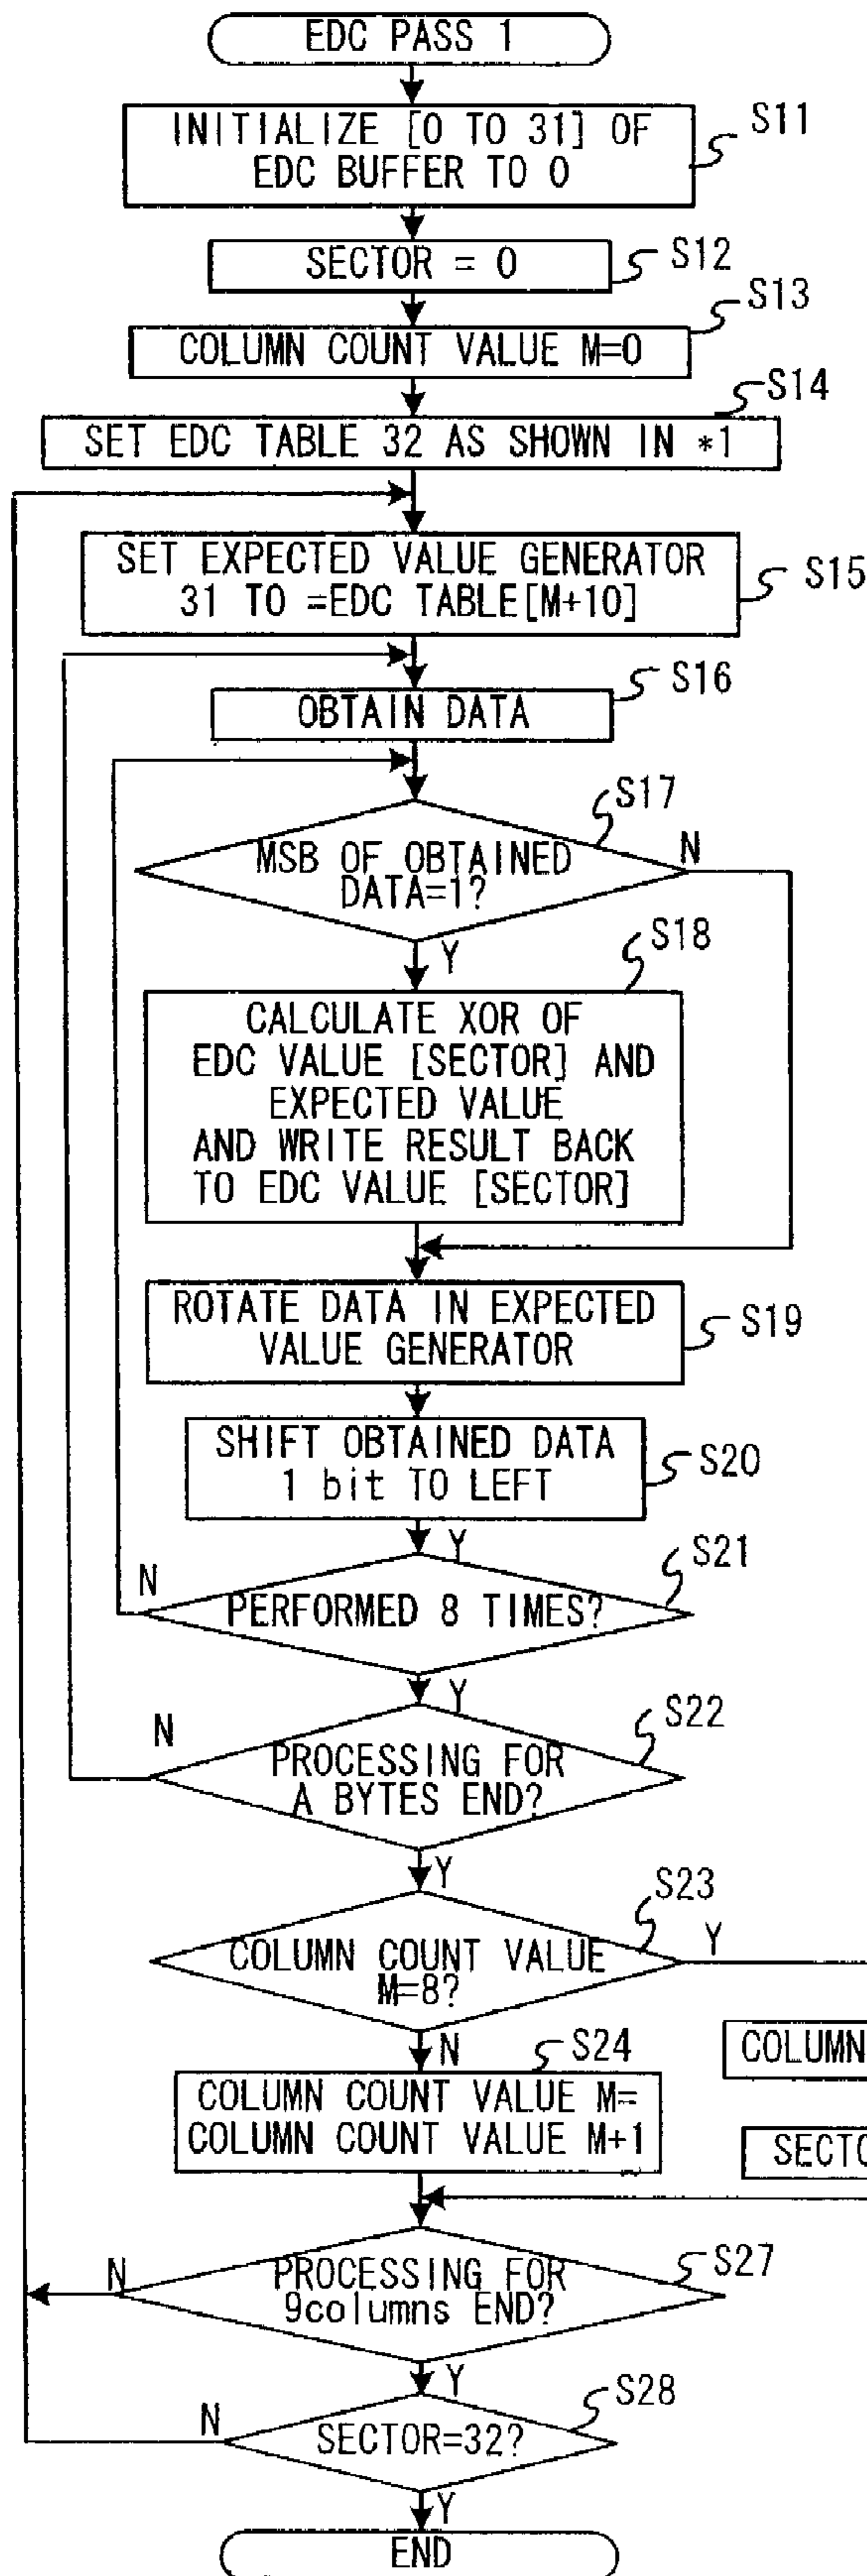 EDC PASS 1
INITIALIZE [0 TO 31] OF
EDC BUFFER TO 0
S11
SECTOR = 0
S12
COLUMN COUNT VALUE M=0
S13
SET EDC TABLE 32 AS SHOWN IN *1
S14
SET EXPECTED VALUE GENERATOR
31 TO =EDC TABLE[M+10]
S15
OBTAIN DATA
S16
MSB OF OBTAINED
DATA=1?
S17
N
Y
S18
CALCULATE XOR OF
EDC VALUE [SECTOR] AND
EXPECTED VALUE
AND WRITE RESULT BACK
TO EDC VALUE [SECTOR]
ROTATE DATA IN EXPECTED
VALUE GENERATOR
S19
SHIFT OBTAINED DATA
1 bit TO LEFT
S20
Y
S21
N
PERFORMED 8 TIMES?
Y
S22
N
PROCESSING FOR
A BYTES END?
Y
S23
COLUMN COUNT VALUE
M=8?
Y
N
S24
COLUMN
COLUMN COUNT VALUE M=
COLUMN COUNT VALUE M+1
SECTO
S27
N
PROCESSING FOR
9columns END?
Y
S28
N
SECTOR=32?
Y
END